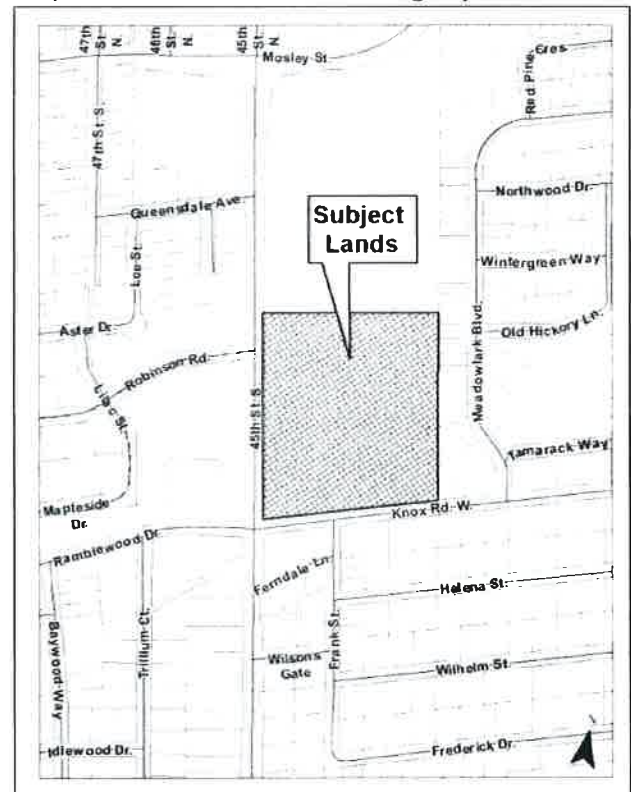 47th St. N.
46th St. N.
45th St. N.
Mosley St.
Red Pine Cres
47th St. S.
Northwood Dr.
Queensdale Ave.
Subject
Lands
Wintergreen Way
Lee St.
Aster Dr.
Meadowlark Blvd.
Old Hickory Ln.
Robinson Rd.
Lilac St.
45th St. S.
Tamarack Way
Mapleside
Dr.
Knox Rd. W.
Ramblewood Dr.
Ferndale Ln.
Helena St.
Baywood Way
Trillium Ct.
Frank St.
Wilson's
Gate
Wilhelm St.
Idlewood Dr.
Frederick Dr.